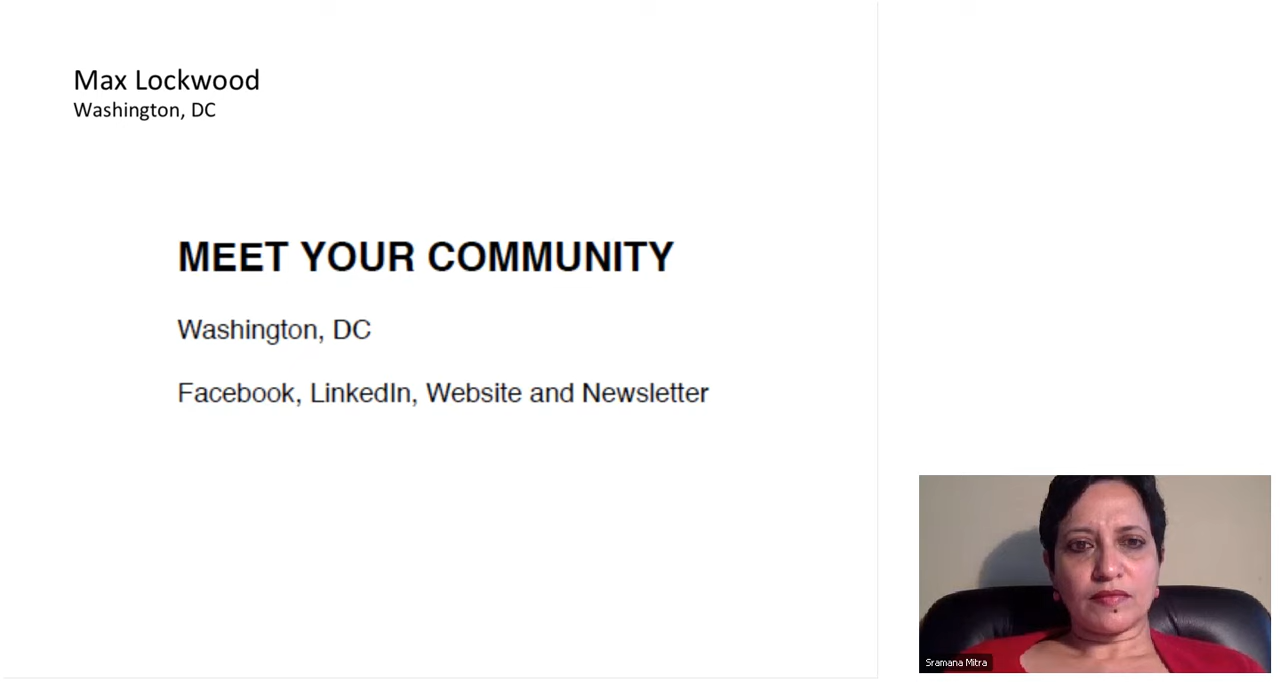 Max Lockwood
Washington, DC
MEET YOUR COMMUNITY
Washington, DC
Facebook, LinkedIn, Website and Newsletter
Sramana Mitra